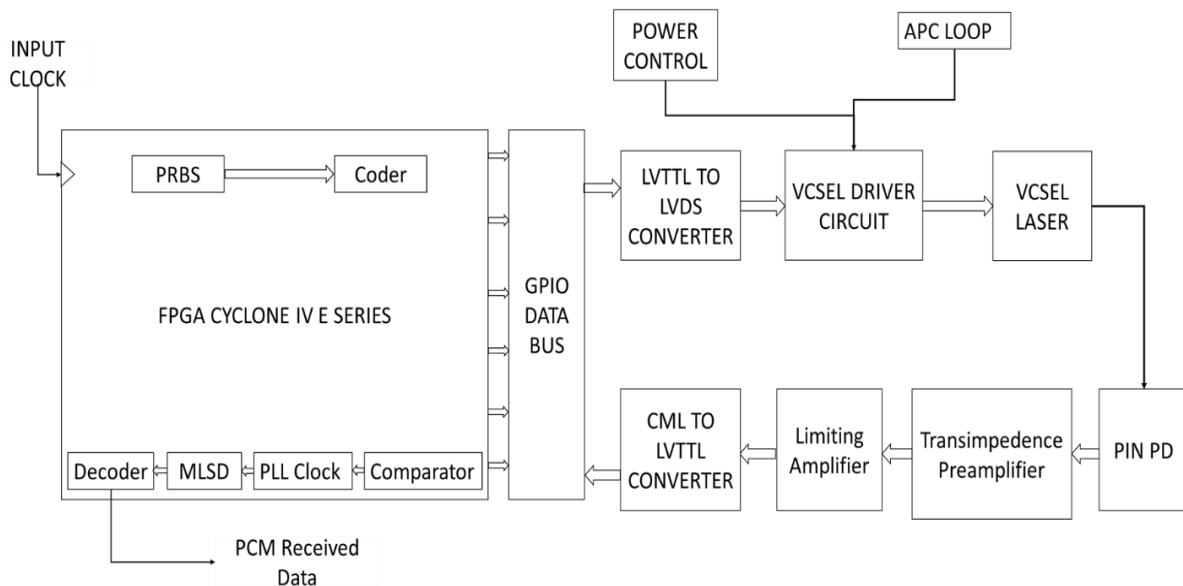 INPUT
CLOCK
POWER
CONTROL
APC LOOP
PRBS
Coder
FPGA CYCLONE IV E SERIES
Decoder
MLSD
PLL Clock
Comparator
PCM Received
Data
GPIO
DATA
BUS
LVTTL TO
LVDS
CONVERTER
VCSEL DRIVER
CIRCUIT
VCSEL
LASER
CML TO
LVTTL
CONVERTER
Limiting
Amplifier
Transimpedence
Preamplifier
PIN PD